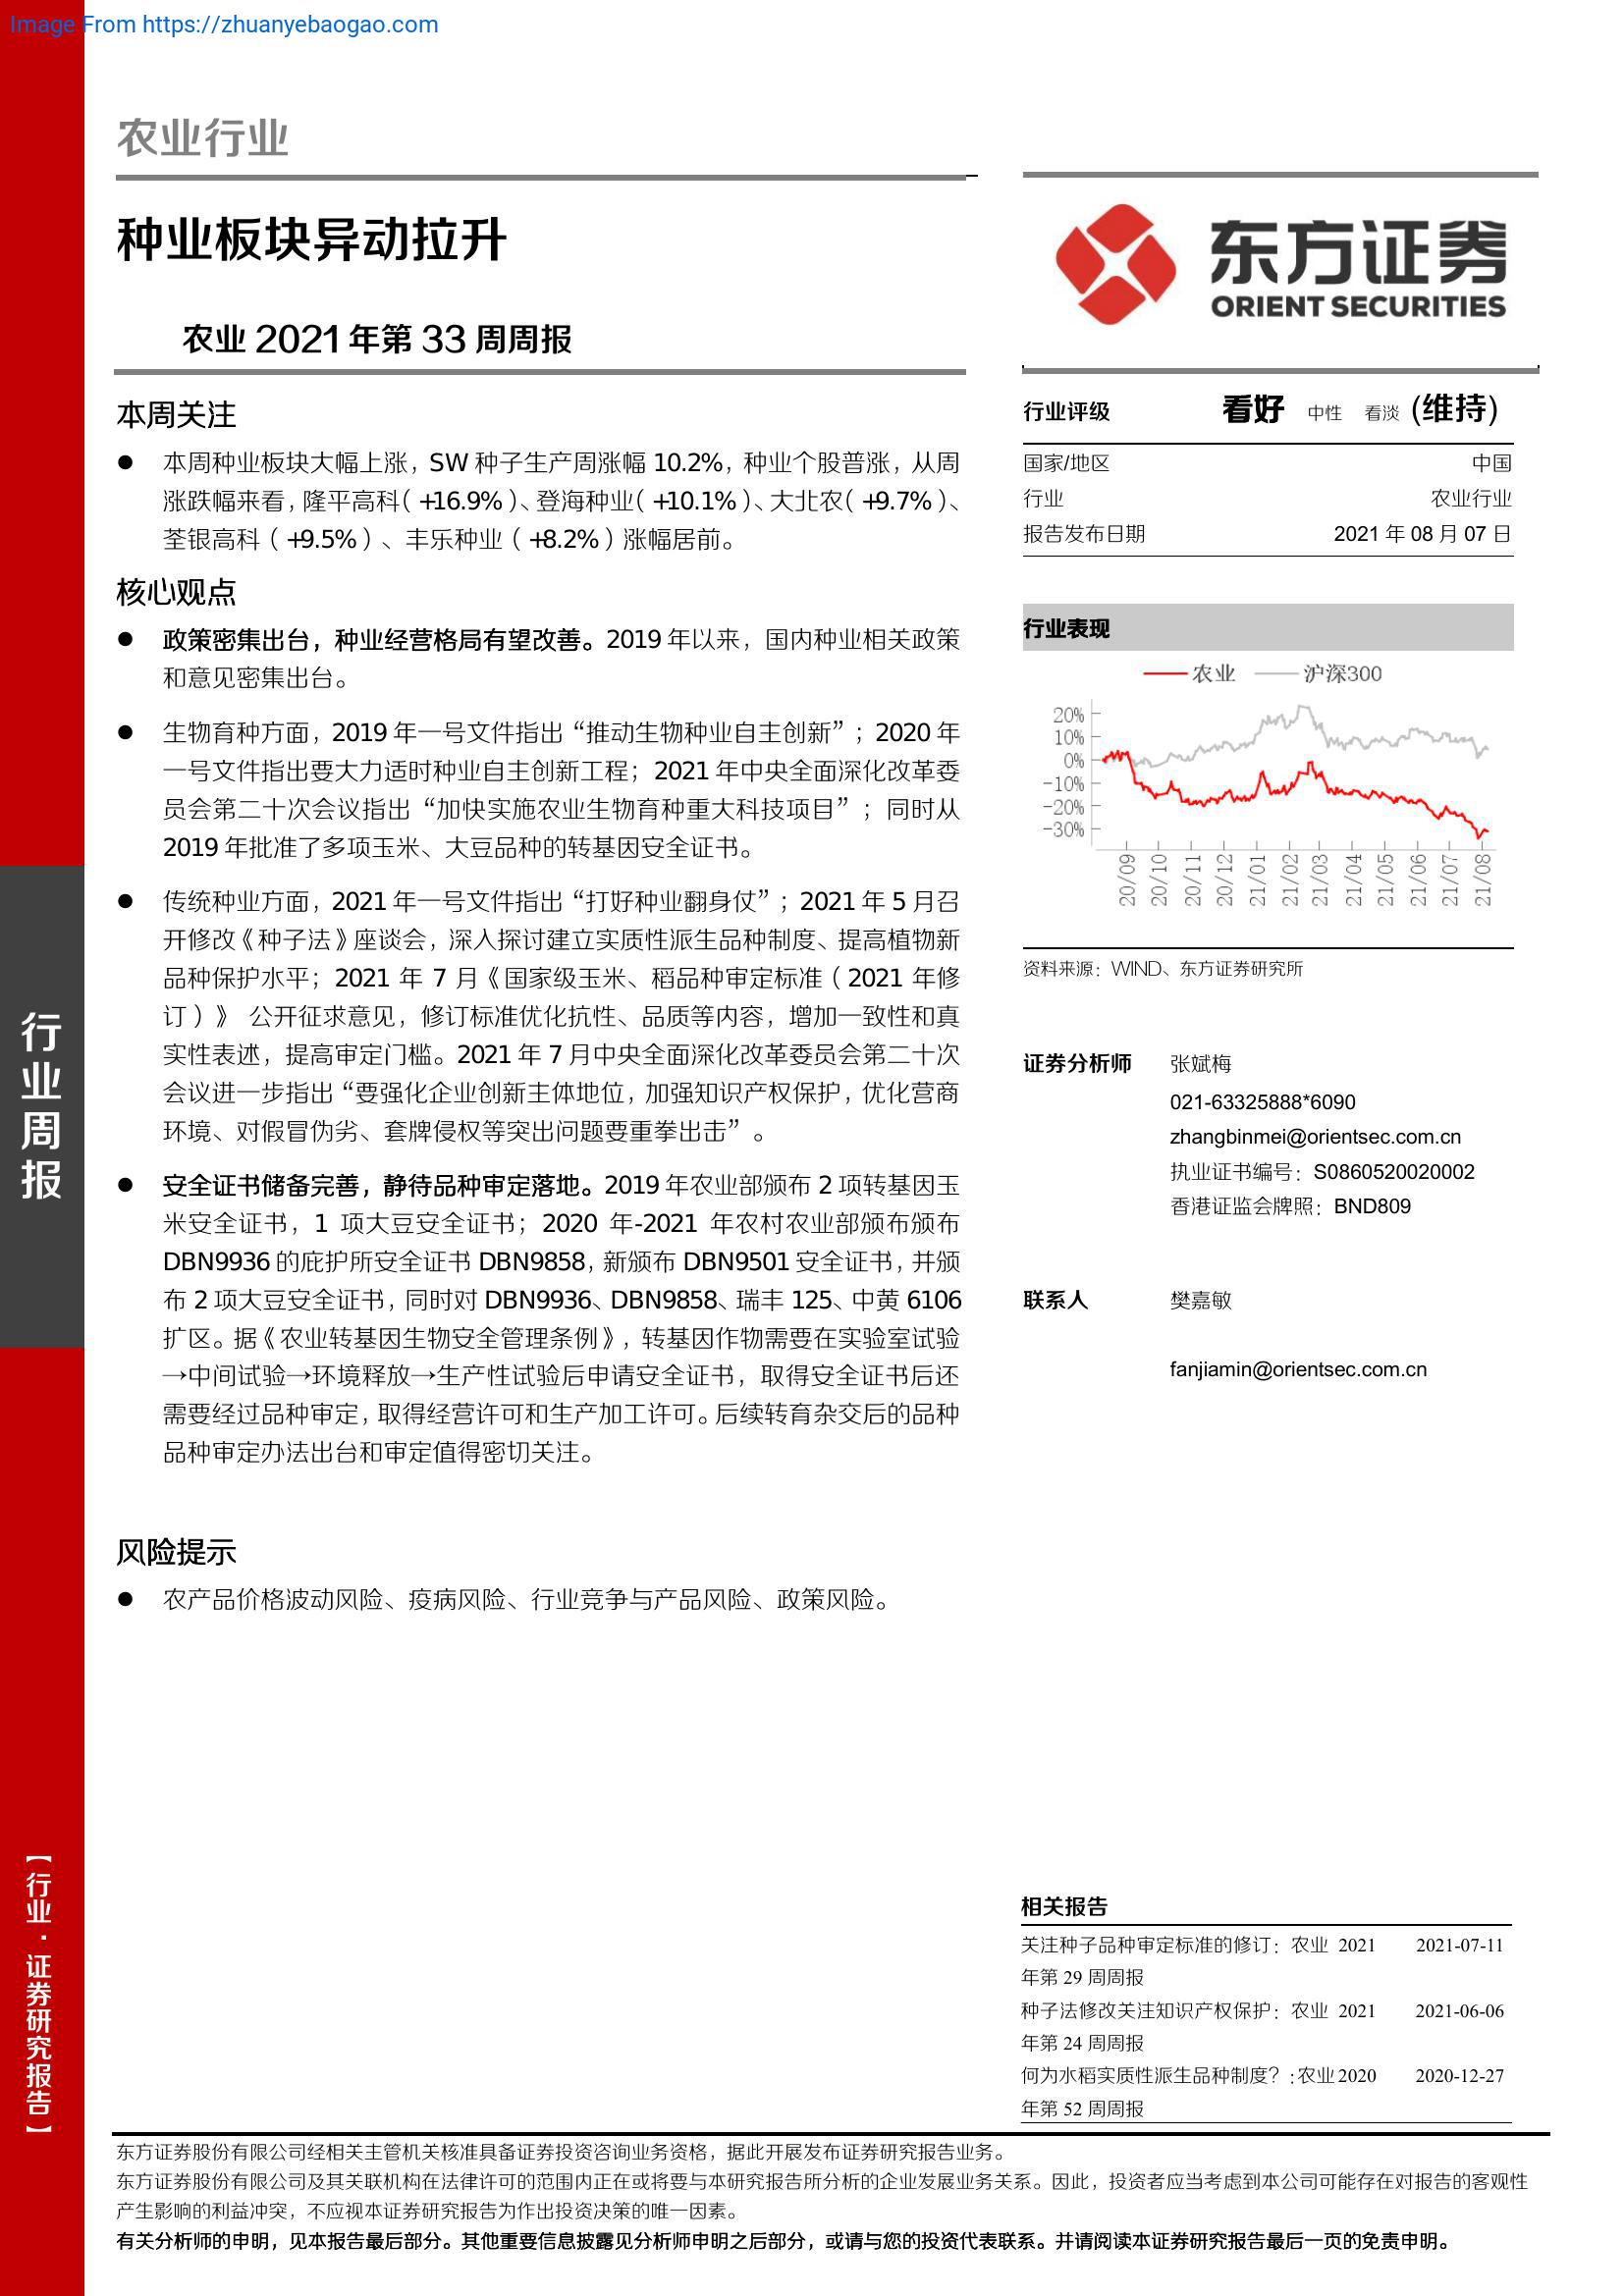 Image From https://zhuanyebaogao.com
农业行业
种业板块异动拉升
农业 2021 年第 33 周周报
本周关注
● 本周种业板块大幅上涨，SW 种子生产周涨幅 10.2%，种业个股普涨，从周
涨跌幅来看，隆平高科（+16.9%）、登海种业（+10.1%）、大北农（+9.7%）、
荃银高科（+9.5%）、丰乐种业（+8.2%）涨幅居前。
核心观点
● 政策密集出台，种业经营格局有望改善。2019 年以来，国内种业相关政策
和意见密集出台。
● 生物育种方面，2019 年一号文件指出“推动生物种业自主创新”；2020 年
一号文件指出要大力适时种业自主创新工程；2021 年中央全面深化改革委
员会第二十次会议指出“加快实施农业生物育种重大科技项目”；同时从
2019 年批准了多项玉米、大豆品种的转基因安全证书。
● 传统种业方面，2021 年一号文件指出“打好种业翻身仗”；2021 年 5 月召
开修改《种子法》座谈会，深入探讨建立实质性派生品种制度、提高植物新
品种保护水平；2021 年 7 月《国家级玉米、稻品种审定标准（2021 年修
订）》 公开征求意见，修订标准优化抗性、品质等内容，增加一致性和真
实性表述，提高审定门槛。2021 年 7 月中央全面深化改革委员会第二十次
会议进一步指出“要强化企业创新主体地位，加强知识产权保护，优化营商
环境、对假冒伪劣、套牌侵权等突出问题要重拳出击”。
● 安全证书储备完善，静待品种审定落地。2019 年农业部颁布 2 项转基因玉
米安全证书，1 项大豆安全证书；2020 年-2021 年农村农业部颁布颁布
DBN9936 的庇护所安全证书 DBN9858，新颁布 DBN9501 安全证书，并颁
布 2 项大豆安全证书，同时对 DBN9936、DBN9858、瑞丰 125、中黄 6106
扩区。据《农业转基因生物安全管理条例》，转基因作物需要在实验室试验
→中间试验→环境释放→生产性试验后申请安全证书，取得安全证书后还
需要经过品种审定，取得经营许可和生产加工许可。后续转育杂交后的品种
品种审定办法出台和审定值得密切关注。
风险提示
● 农产品价格波动风险、疫病风险、行业竞争与产品风险、政策风险。
东方证券
ORIENT SECURITIES
行业评级 看好 中性 看淡 (维持)
国家/地区 中国
行业 农业行业
报告发布日期 2021 年 08 月 07 日
行业表现
农业 沪深300
20%
10%
0%
-10%
-20%
-30%
20/09 20/10 20/11 20/12 21/01 21/02 21/03 21/04 21/05 21/06 21/07 21/08
资料来源：WIND、东方证券研究所
证券分析师 张斌梅
021-63325888*6090
zhangbinmei@orientsec.com.cn
执业证书编号：S0860520020002
香港证监会牌照：BND809
联系人 樊嘉敏
fanjiamin@orientsec.com.cn
相关报告
关注种子品种审定标准的修订：农业 2021 2021-07-11
年第 29 周周报
种子法修改关注知识产权保护：农业 2021 2021-06-06
年第 24 周周报
何为水稻实质性派生品种制度？:农业 2020 2020-12-27
年第 52 周周报
行业周报
【行业·证券研究报告】
东方证券股份有限公司经相关主管机关核准具备证券投资咨询业务资格，据此开展发布证券研究报告业务。
东方证券股份有限公司及其关联机构在法律许可的范围内正在或将要与本研究报告所分析的企业发展业务关系。因此，投资者应当考虑到本公司可能存在对报告的客观性
产生影响的利益冲突，不应视本证券研究报告为作出投资决策的唯一因素。
有关分析师的申明，见本报告最后部分。其他重要信息披露见分析师申明之后部分，或请与您的投资代表联系。并请阅读本证券研究报告最后一页的免责申明。